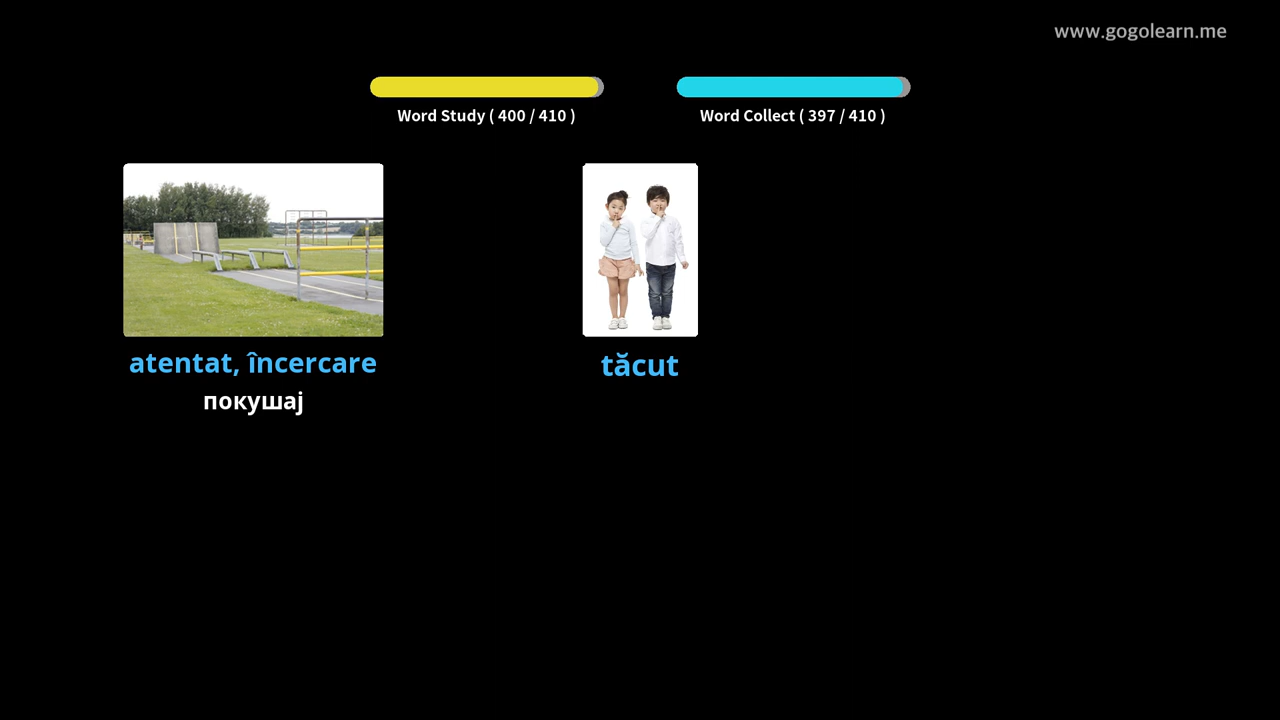 www.gogolearn.me
Word Study ( 400 / 410 )
Word Collect ( 397 / 410 )
atentat, încercare
покушај
tăcut